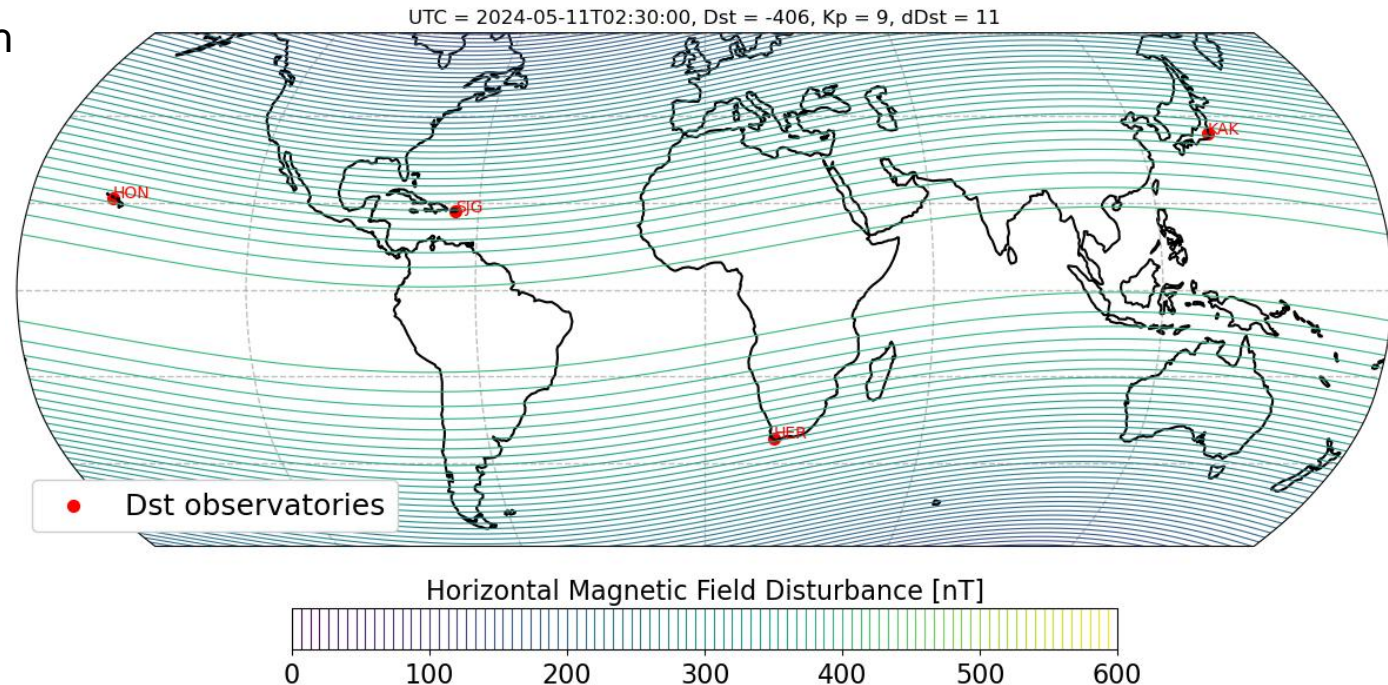 UTC = 2024-05-11T02:30:00, Dst = -406, Kp = 9, dDst = 11
n
KAK
HON
SJG
HER
Dst observatories
Horizontal Magnetic Field Disturbance [nT]
0 100 200 300 400 500 600